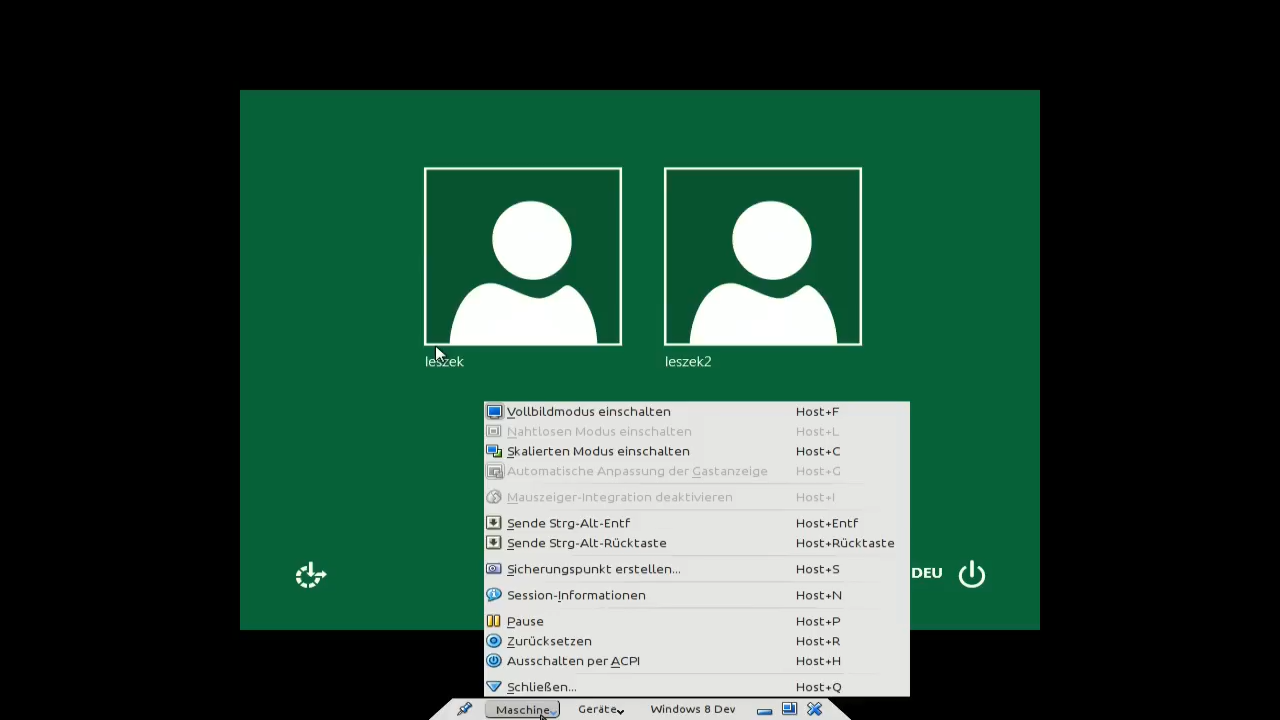 leszek
leszek2
Vollbildmodus einschalten Host+F
Nahtlosen Modus einschalten Host+L
Skalierten Modus einschalten Host+C
Automatische Anpassung der Gastanzeige Host+G
Mauszeiger-Integration deaktivieren Host+I
Sende Strg-Alt-Entf Host+Entf
Sende Strg-Alt-Rücktaste Host+Rücktaste
Sicherungspunkt erstellen... Host+S
DEU
Session-Informationen Host+N
Pause Host+P
Zurücksetzen Host+R
Ausschalten per ACPI Host+H
Schließen... Host+Q
Maschine Geräte Windows 8 Dev